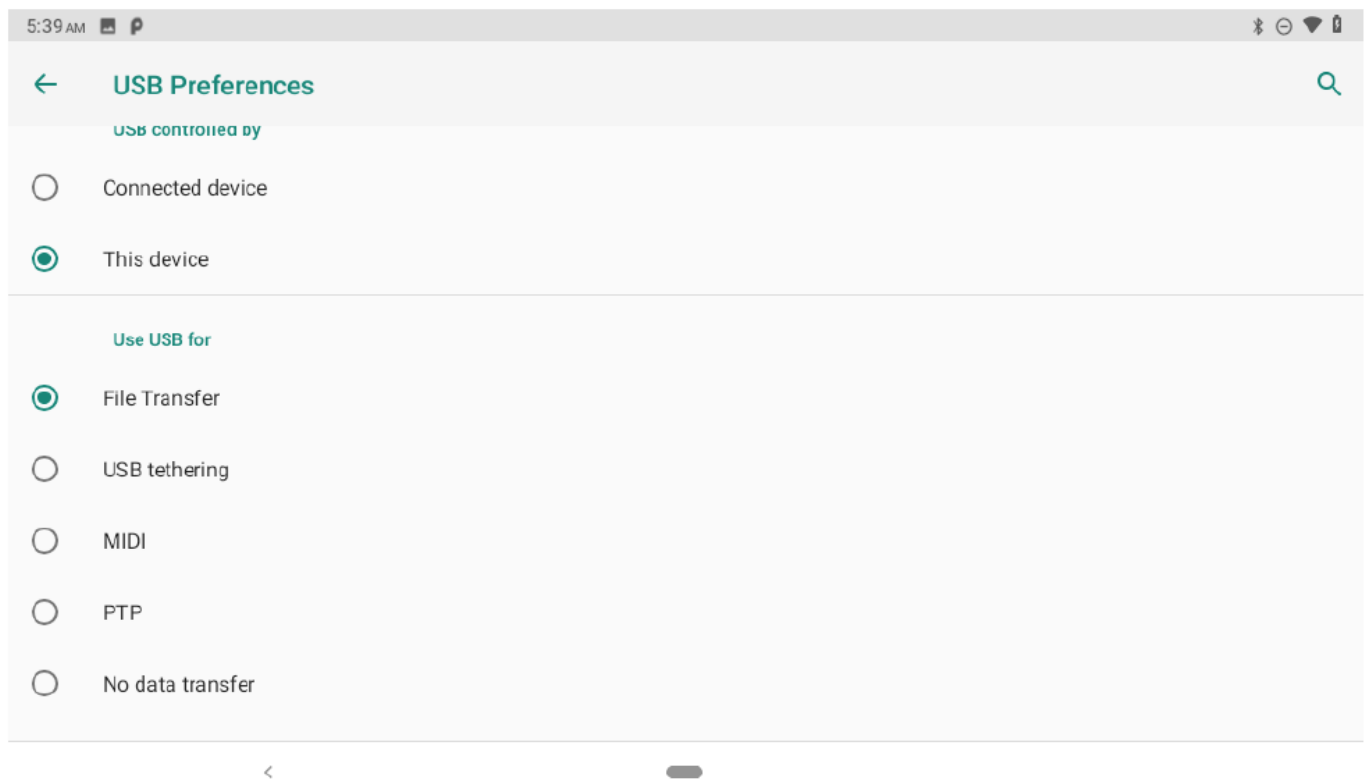 5:39 AM
USB Preferences
USB controlled by
Connected device
This device
Use USB for
File Transfer
USB tethering
MIDI
PTP
No data transfer